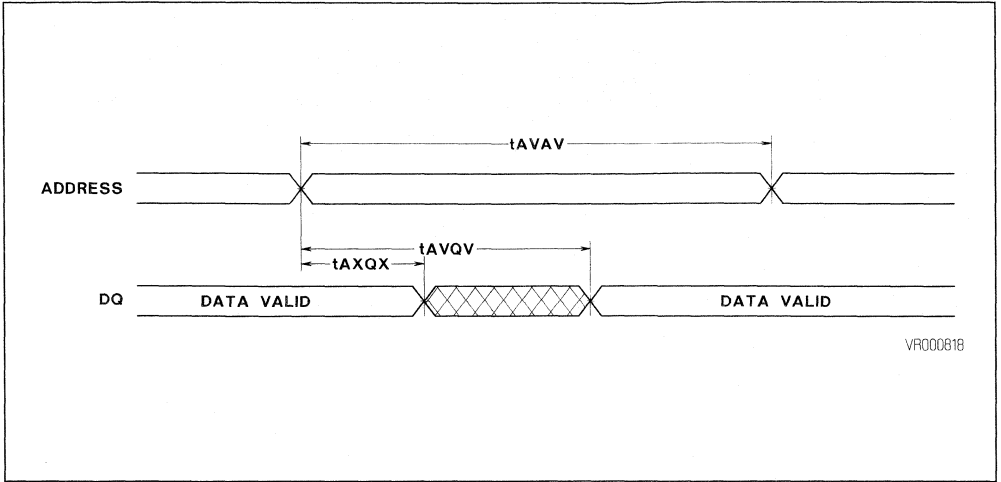 tAVAV
ADDRESS
tAVQV
tAXQX
DQ DATA VALID DATA VALID
VR000818